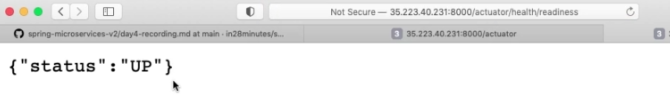 Not Secure — 35.223.40.231:8000/actuator/health/readiness
spring-microservices-v2/day4-recording.md at main · in28minutes/s...
3 35.223.40.231:8000/actuator
3
{"status":"UP"}